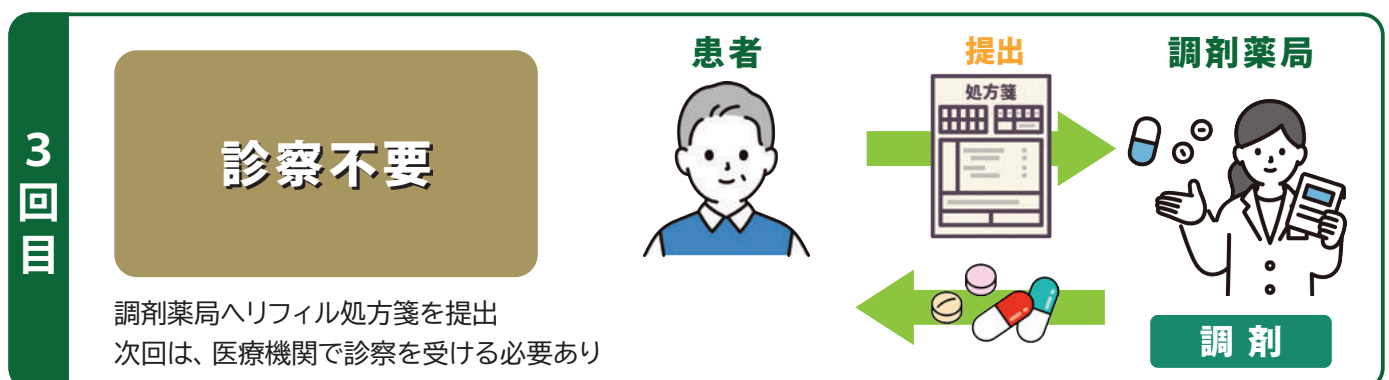 3回目
診察不要
調剤薬局へリフィル処方箋を提出
次回は、医療機関で診察を受ける必要あり
患者
提出
処方箋
調剤薬局
調剤